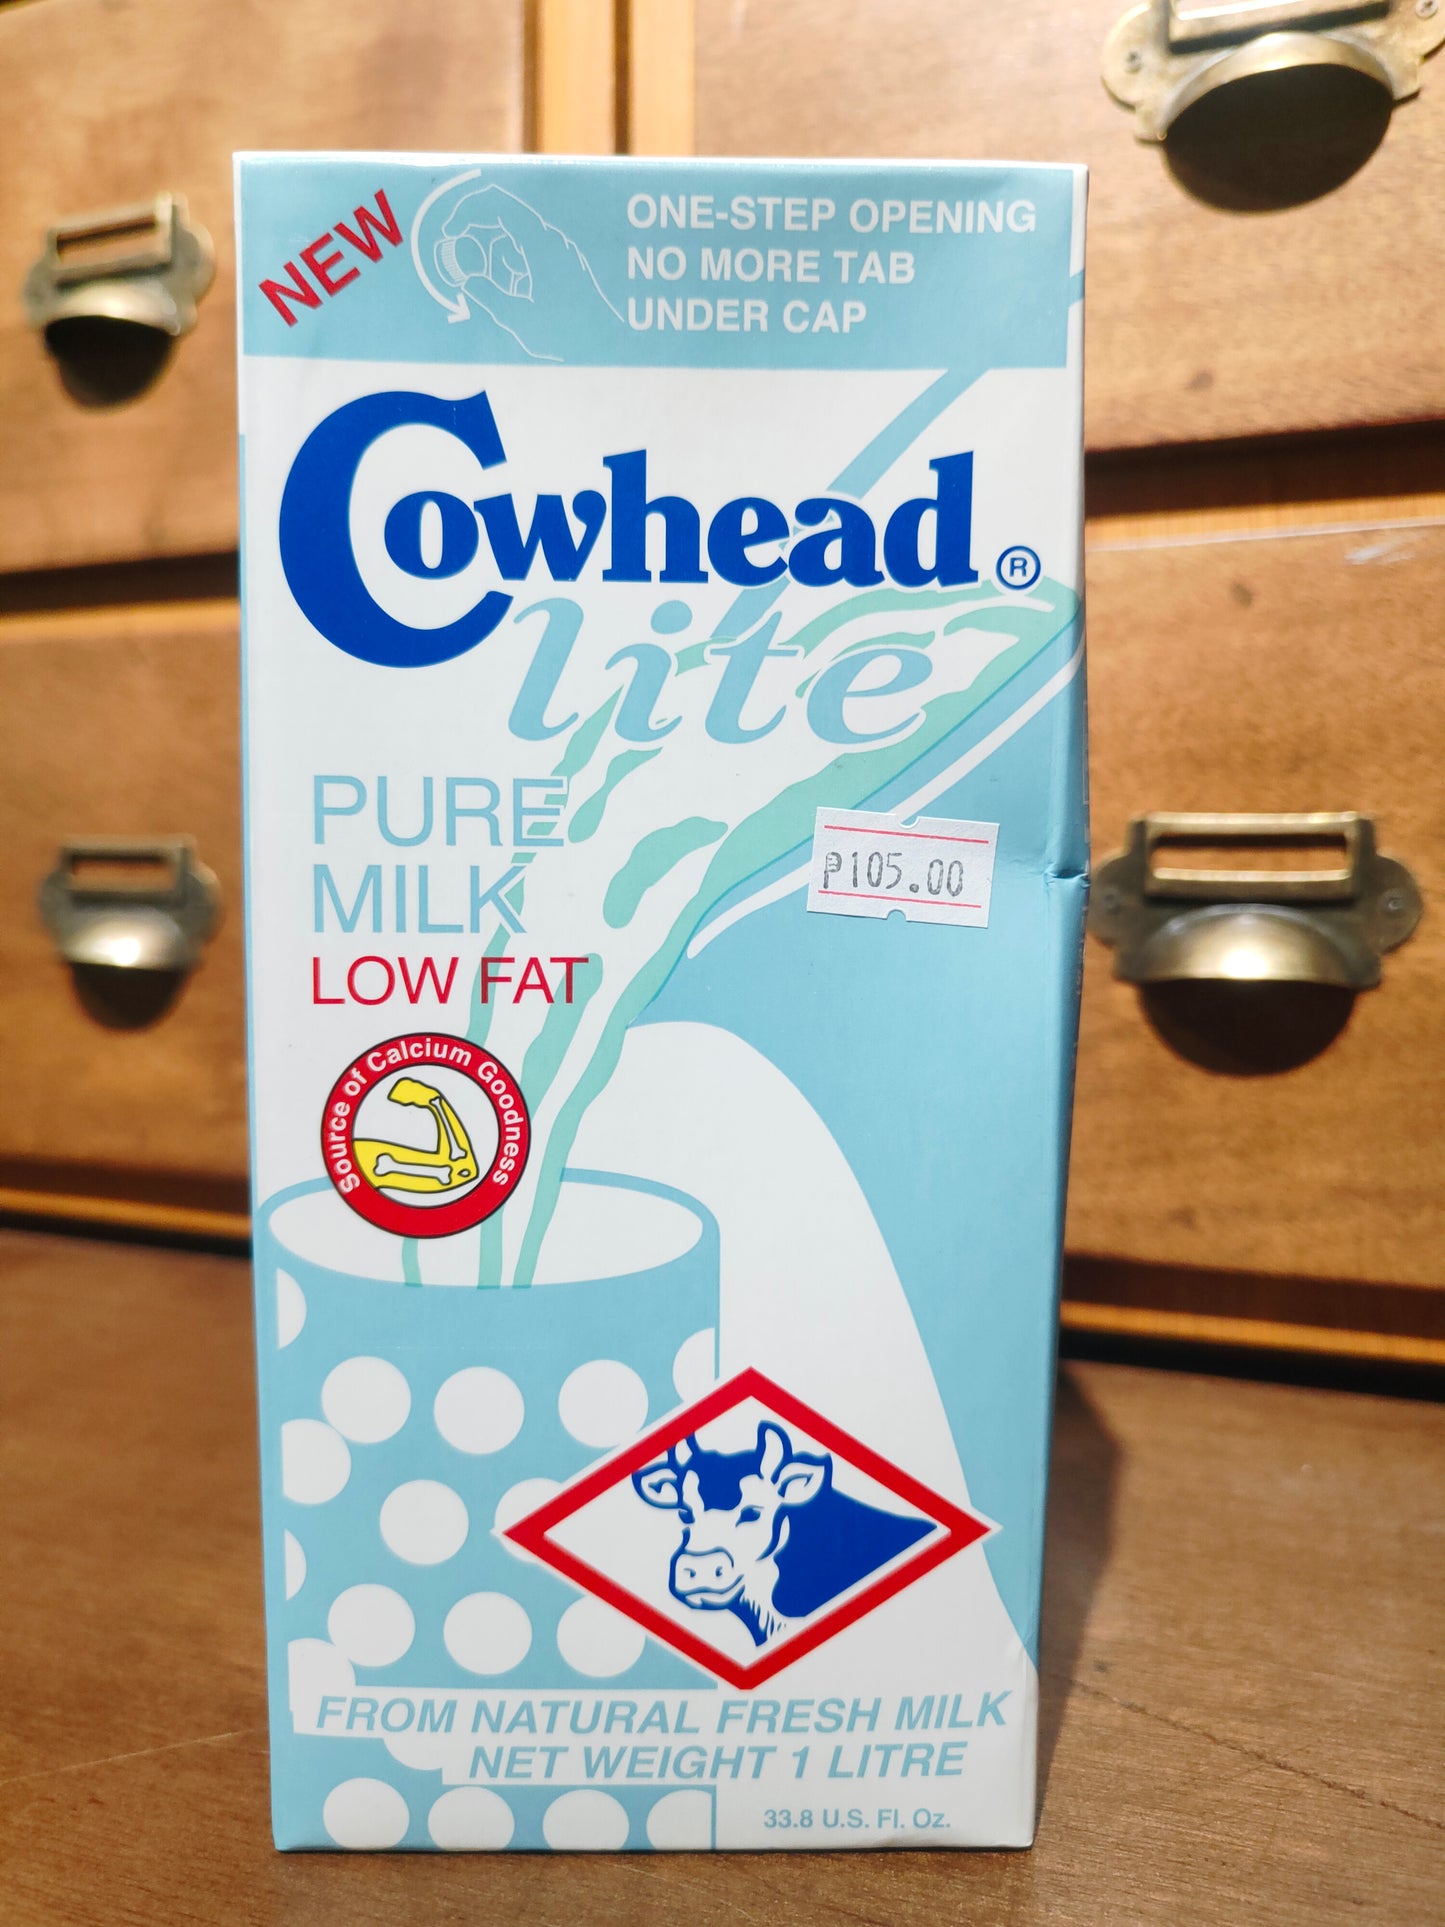 NEW
ONE-STEP OPENING
NO MORE TAB
UNDER CAP
Cowhead ®
lite
PURE
MILK
LOW FAT
₱105.00
Source of Calcium Goodness
FROM NATURAL FRESH MILK
NET WEIGHT 1 LITRE
33.8 U.S. Fl. Oz.